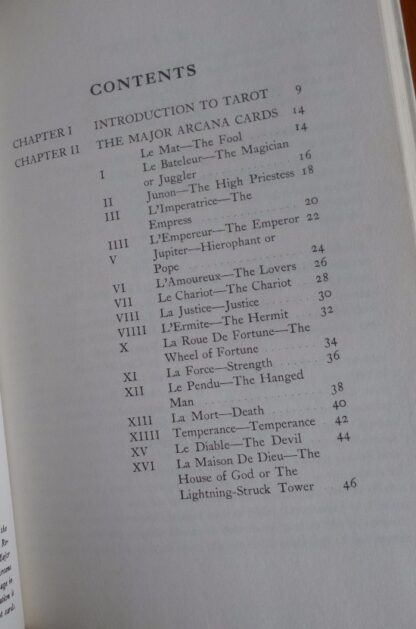 CONTENTS
CHAPTER I INTRODUCTION TO TAROT 9
CHAPTER II THE MAJOR ARCANA CARDS 14
Le Mat—The Fool 14
I Le Bateleur—The Magician
or Juggler 16
II Junon—The High Priestess 18
III L'Imperatrice—The
Empress 20
IIII L'Empereur—The Emperor 22
V Jupiter—Hierophant or
Pope 24
VI L'Amoureux—The Lovers 26
VII Le Chariot—The Chariot 28
VIII La Justice—Justice 30
VIIII L'Ermite—The Hermit 32
X La Roue De Fortune—The
Wheel of Fortune 34
XI La Force—Strength 36
XII Le Pendu—The Hanged
Man 38
XIII La Mort—Death 40
XIIII Temperance—Temperance 42
XV Le Diable—The Devil 44
XVI La Maison De Dieu—The
House of God or The
Lightning-Struck Tower 46
the
Major
in
is
cards